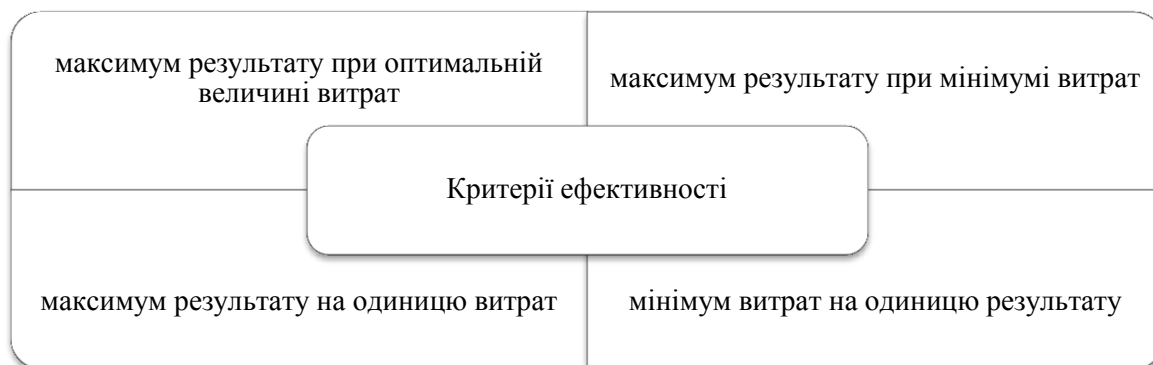 максимум результату при оптимальній
величині витрат
максимум результату при мінімумі витрат
Критерії ефективності
максимум результату на одиницю витрат
мінімум витрат на одиницю результату